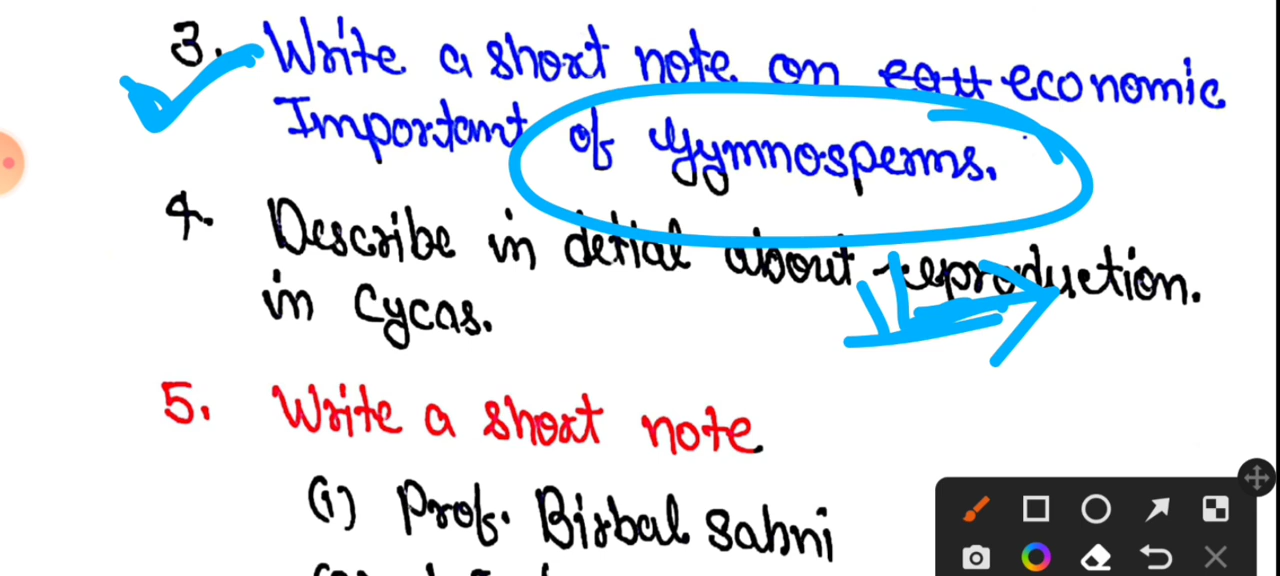 3. Write a short note on economic
Important of Gymnosperms.
4. Describe in detial about reproduction.
in Cycas.
5. Write a short note
(i) Prof. Birbal Sahni